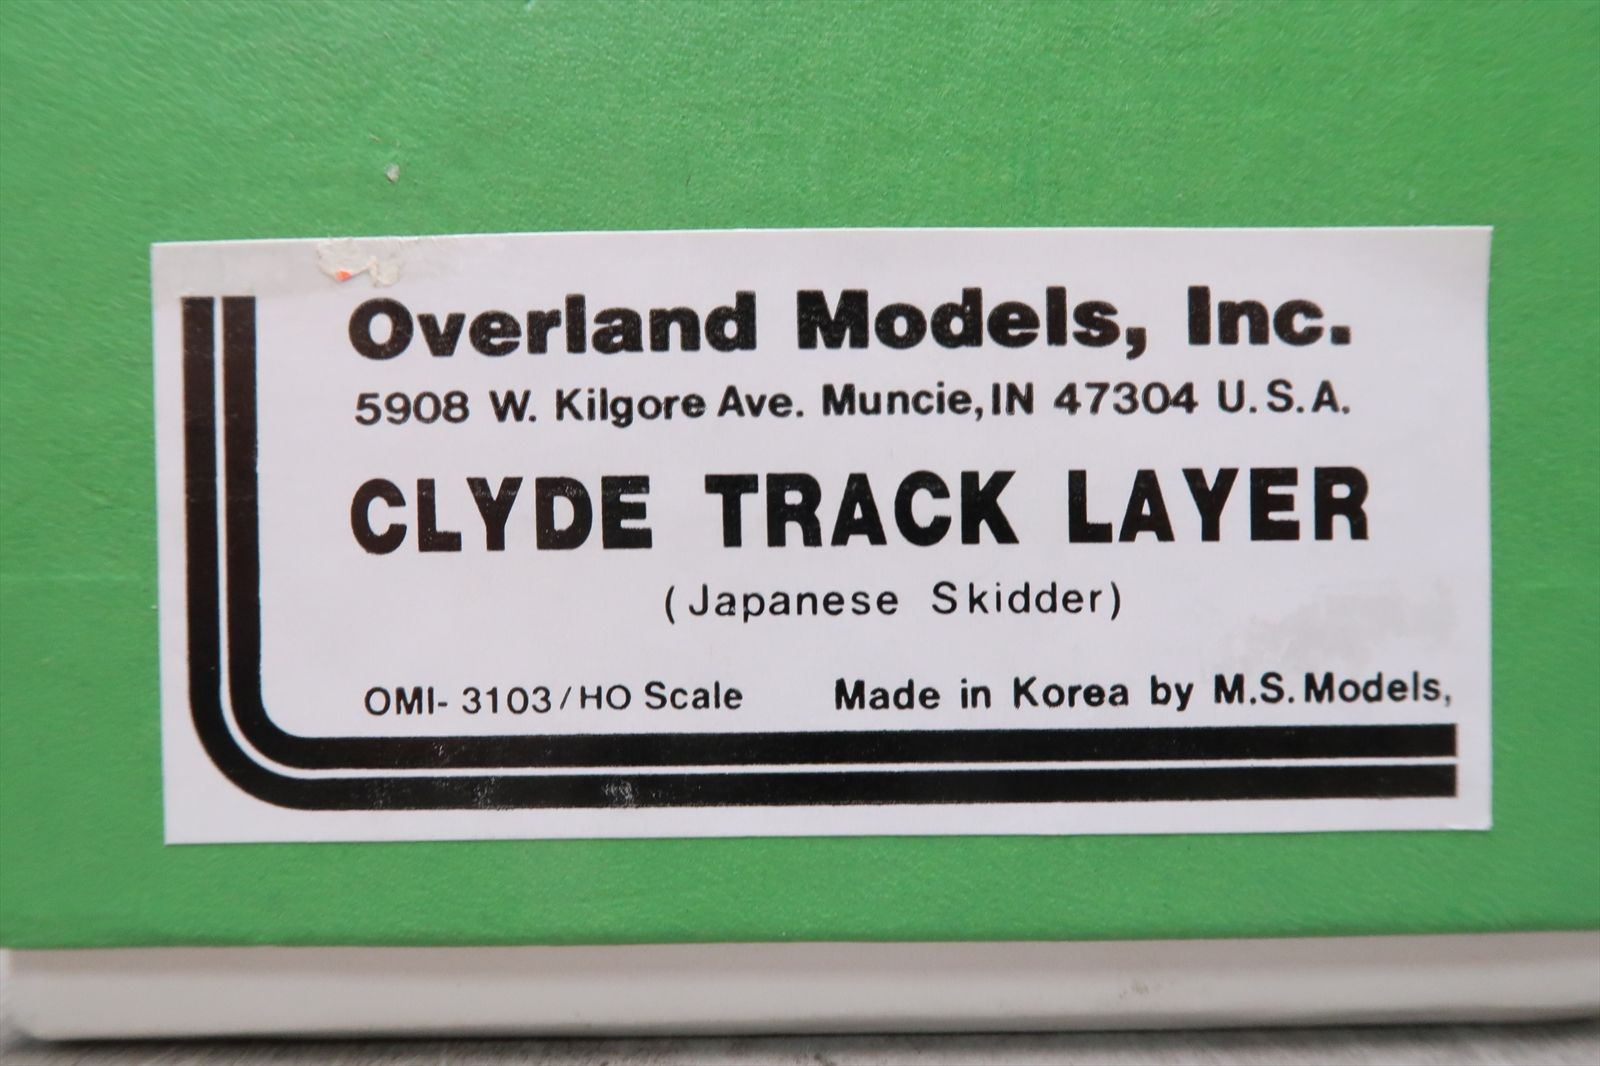 Overland Models, Inc.
5908 W. Kilgore Ave. Muncie, IN 47304 U.S.A.
CLYDE TRACK LAYER
(Japanese Skidder)
OMI- 3103/HO Scale Made in Korea by M.S. Models,